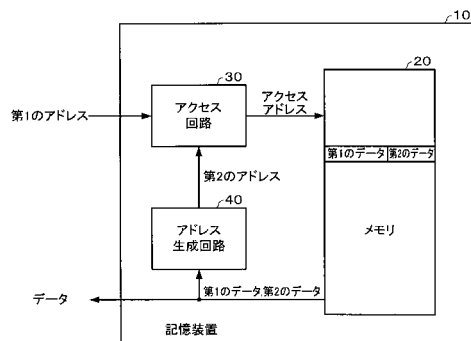 10
20
30
アクセス
回路
アクセス
アドレス
第1のアドレス
第1のデータ 第2のデータ
第2のアドレス
40
アドレス
生成回路
メモリ
第1のデータ,第2のデータ
データ
記憶装置